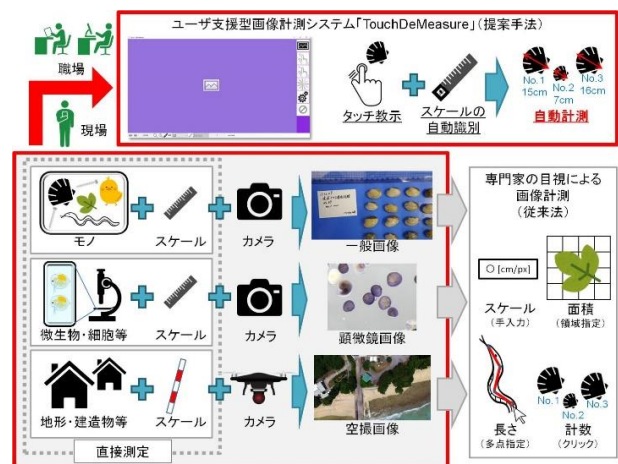 ユーザ支援型画像計測システム「TouchDeMeasure」(提案手法)
職場
現場
タッチ教示
スケールの
自動識別
No.1
15cm
No.2
7cm
No.3
16cm
自動計測
モノ
スケール
カメラ
一般画像
微生物・細胞等
スケール
カメラ
顕微鏡画像
地形・建造物等
スケール
カメラ
空撮画像
直接測定
専門家の目視による
画像計測
(従来法)
〇 [cm/px]
スケール
(手入力)
面積
(領域指定)
長さ
(多点指定)
No.1
No.2
No.3
計数
(クリック)